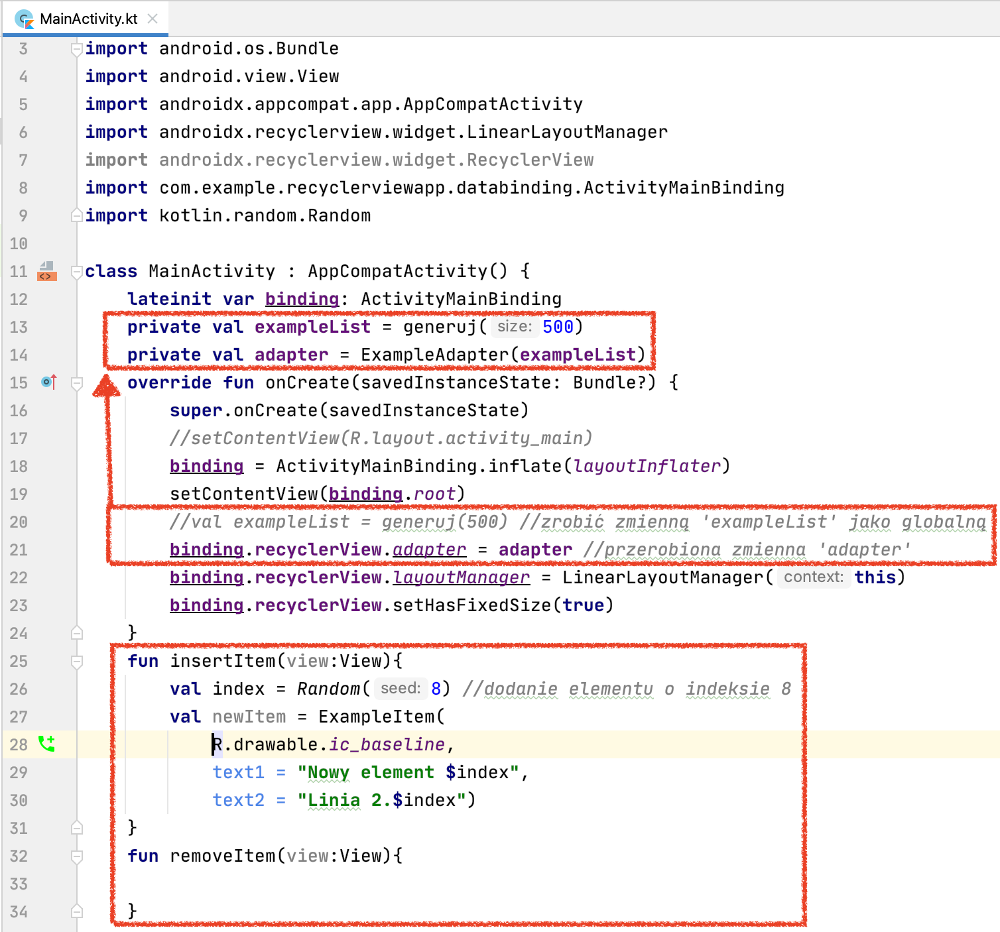 MainActivity.kt
3 import android.os.Bundle
4 import android.view.View
5 import androidx.appcompat.app.AppCompatActivity
6 import androidx.recyclerview.widget.LinearLayoutManager
7 import androidx.recyclerview.widget.RecyclerView
8 import com.example.recyclerviewapp.databinding.ActivityMainBinding
9 import kotlin.random.Random
10
11 class MainActivity : AppCompatActivity() {
12 lateinit var binding: ActivityMainBinding
13 private val exampleList = generuj( size: 500)
14 private val adapter = ExampleAdapter(exampleList)
15 override fun onCreate(savedInstanceState: Bundle?) {
16 super.onCreate(savedInstanceState)
17 //setContentView(R.layout.activity_main)
18 binding = ActivityMainBinding.inflate(layoutInflater)
19 setContentView(binding.root)
20 //val exampleList = generuj(500) //zrobić zmienną 'exampleList' jako globalną
21 binding.recyclerView.adapter = adapter //przerobiona zmienna 'adapter'
22 binding.recyclerView.layoutManager = LinearLayoutManager( context: this)
23 binding.recyclerView.setHasFixedSize(true)
24 }
25 fun insertItem(view:View){
26 val index = Random( seed: 8) //dodanie elementu o indeksie 8
27 val newItem = ExampleItem(
28 R.drawable.ic_baseline,
29 text1 = "Nowy element $index",
30 text2 = "Linia 2.$index")
31 }
32 fun removeItem(view:View){
33
34 }